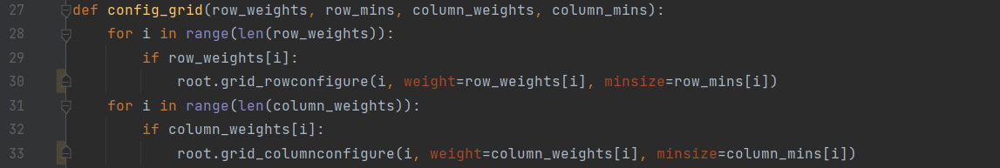 27 def config_grid(row_weights, row_mins, column_weights, column_mins):
28 for i in range(len(row_weights)):
29 if row_weights[i]:
30 root.grid_rowconfigure(i, weight=row_weights[i], minsize=row_mins[i])
31 for i in range(len(column_weights)):
32 if column_weights[i]:
33 root.grid_columnconfigure(i, weight=column_weights[i], minsize=column_mins[i])